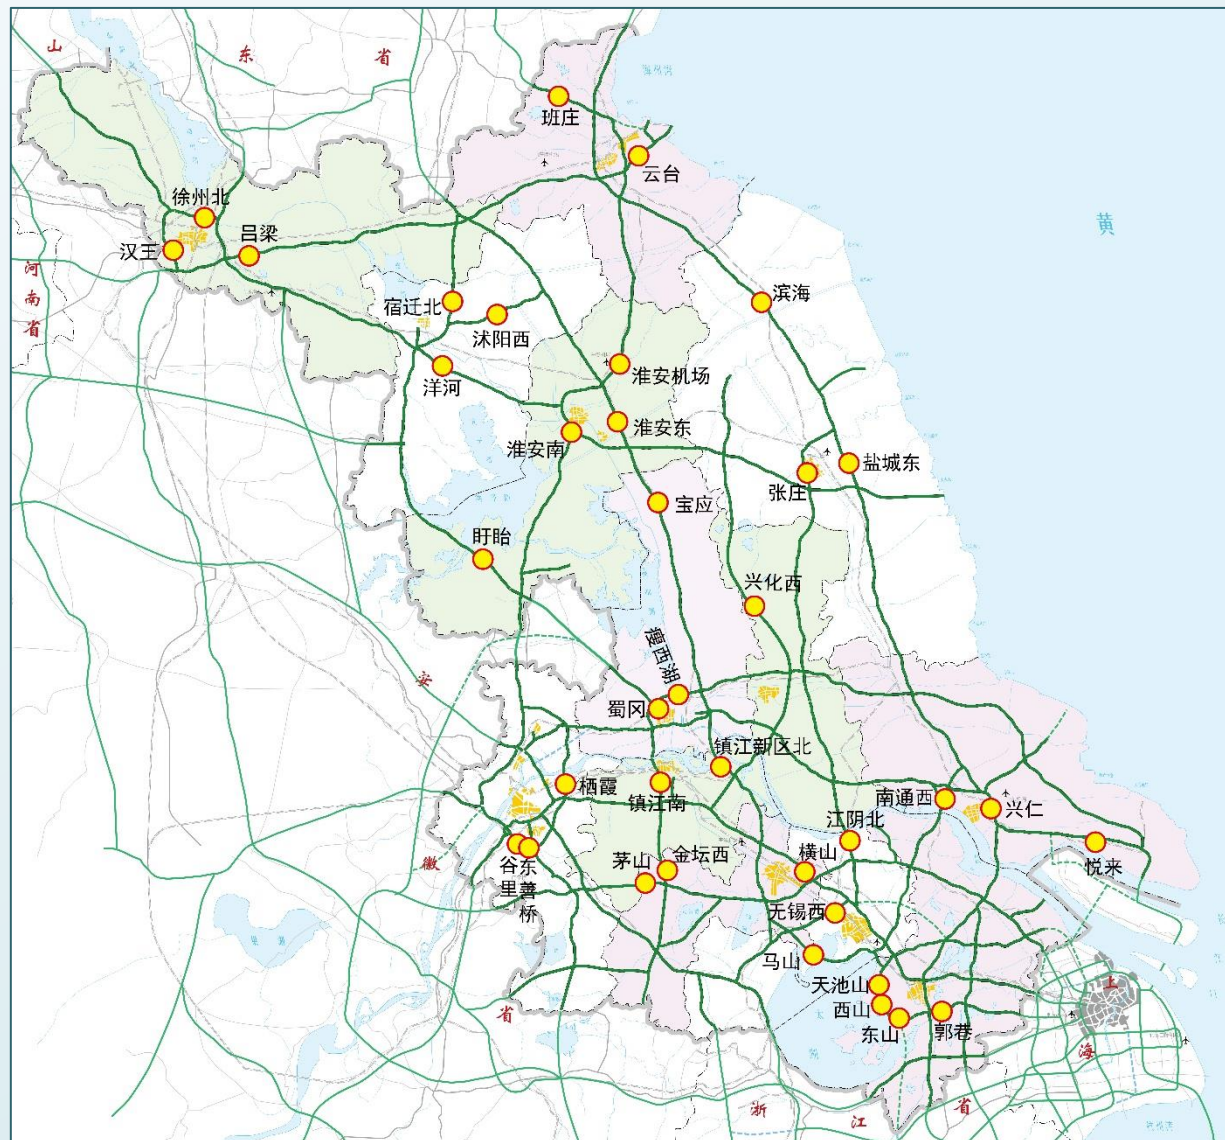 山
东
省
班庄
云台
黄
徐州北
汉王
吕梁
河
南
省
宿迁北
沭阳西
滨海
洋河
淮安机场
淮安南
淮安东
盐城东
张庄
宝应
盱眙
兴化西
瘦西湖
安
蜀冈
镇江新区北
栖霞
镇江南
南通西
兴仁
江阴北
徽
谷里
东善桥
茅山
金坛西
横山
悦来
无锡西
马山
天池山
西山
东山
郭巷
上
海
省
浙
江
省